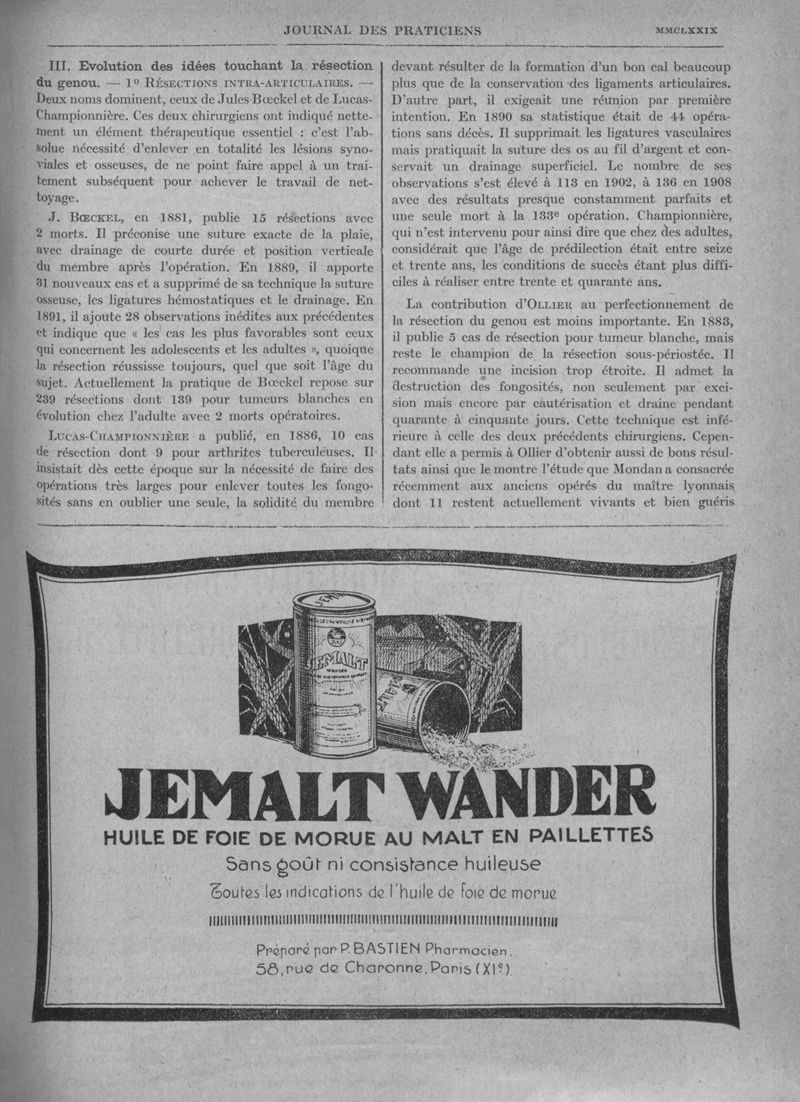 JOURNAL DES PRATICIENS
MMCLXXIX
III. Evolution des idées touchant la résection
du genou. — 1º RÉSECTIONS INTRA-ARTICULAIRES. —
Deux noms dominent, ceux de Jules Bœckel et de Lucas-
Championnière. Ces deux chirurgiens ont indiqué nette-
ment un élément thérapeutique essentiel : c'est l'ab-
solue nécessité d'enlever en totalité les lésions syno-
viales et osseuses, de ne point faire appel à un trai-
tement subséquent pour achever le travail de net-
toyage.
J. BŒCKEL, en 1881, publie 15 résections avec
2 morts. Il préconise une suture exacte de la plaie,
avec drainage de courte durée et position verticale
du membre après l'opération. En 1889, il apporte
31 nouveaux cas et a supprimé de sa technique la suture
osseuse, les ligatures hémostatiques et le drainage. En
1891, il ajoute 28 observations inédites aux précédentes
et indique que « les cas les plus favorables sont ceux
qui concernent les adolescents et les adultes », quoique
la résection réussisse toujours, quel que soit l'âge du
sujet. Actuellement la pratique de Bœckel repose sur
239 résections dont 139 pour tumeurs blanches en
évolution chez l'adulte avec 2 morts opératoires.
LUCAS-CHAMPIONNIÈRE a publié, en 1886, 10 cas
de résection dont 9 pour arthrites tuberculeuses. Il
insistait dès cette époque sur la nécessité de faire des
opérations très larges pour enlever toutes les fongo-
sités sans en oublier une seule, la solidité du membre
devant résulter de la formation d'un bon cal beaucoup
plus que de la conservation des ligaments articulaires.
D'autre part, il exigeait une réunion par première
intention. En 1890 sa statistique était de 44 opéra-
tions sans décès. Il supprimait les ligatures vasculaires
mais pratiquait la suture des os au fil d'argent et con-
servait un drainage superficiel. Le nombre de ses
observations s'est élevé à 113 en 1902, à 136 en 1908
avec des résultats presque constamment parfaits et
une seule mort à la 133e opération. Championnière,
qui n'est intervenu pour ainsi dire que chez des adultes,
considérait que l'âge de prédilection était entre seize
et trente ans, les conditions de succès étant plus diffi-
ciles à réaliser entre trente et quarante ans.
La contribution d'OLLIER au perfectionnement de
la résection du genou est moins importante. En 1883,
il publie 5 cas de résection pour tumeur blanche, mais
reste le champion de la résection sous-périostée. Il
recommande une incision trop étroite. Il admet la
destruction des fongosités, non seulement par exci-
sion mais encore par cautérisation et draine pendant
quarante à cinquante jours. Cette technique est infé-
rieure à celle des deux précédents chirurgiens. Cepen-
dant elle a permis à Ollier d'obtenir aussi de bons résul-
tats ainsi que le montre l'étude que Mondan a consacrée
récemment aux anciens opérés du maître lyonnais
dont 11 restent actuellement vivants et bien guéris
JEMALT
WANDER
JEMALT WANDER
HUILE DE FOIE DE MORUE AU MALT EN PAILLETTES
Sans goût ni consistance huileuse
Toutes les indications de l'huile de foie de morue
Préparé par P. BASTIEN Pharmacien.
58, rue de Charonne. Paris (XIe)